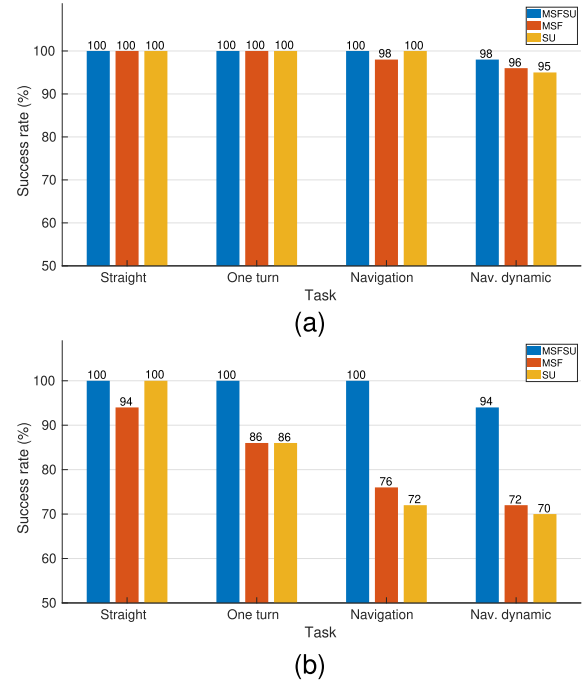 MSFSU
MSF
SU
100 100 100 100 100 100 100 98 100 98 96 95
100
90
80
70
60
50
Success rate (%)
Straight One turn Navigation Nav. dynamic
Task
(a)
MSFSU
MSF
SU
100 94 100 100 86 86 100 76 72 94 72 70
100
90
80
70
60
50
Success rate (%)
Straight One turn Navigation Nav. dynamic
Task
(b)